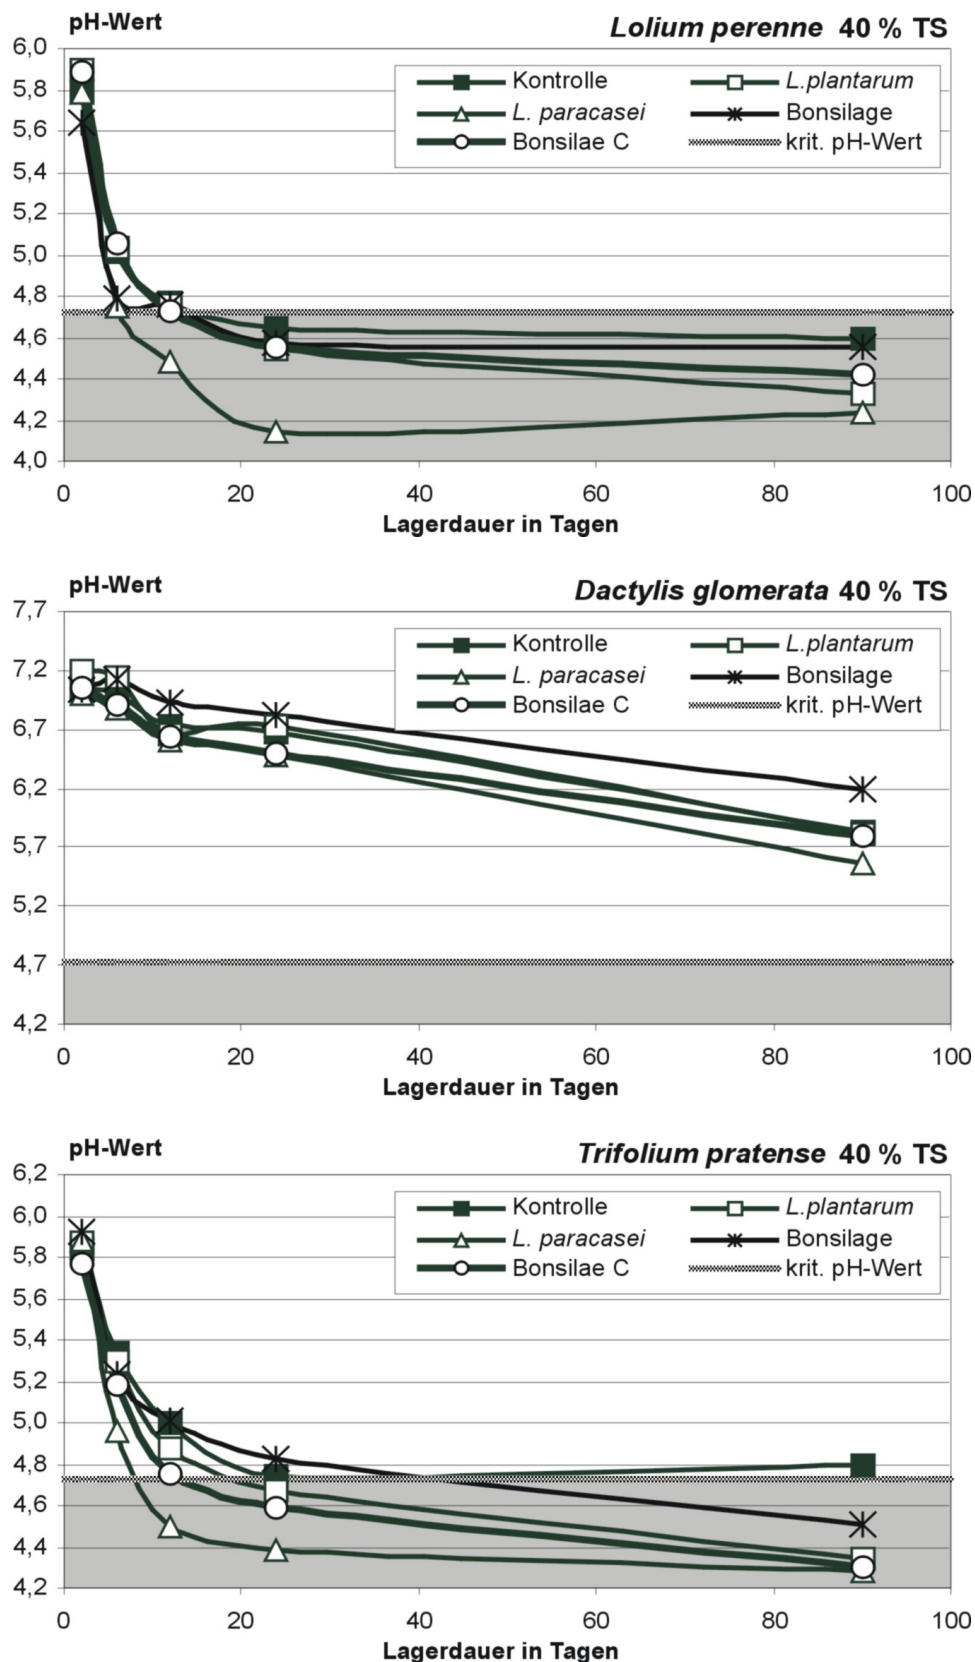 pH-Wert
Lolium perenne 40 % TS
6,0
5,8
5,6
5,4
5,2
5,0
4,8
4,6
4,4
4,2
4,0
Kontrolle
L.plantarum
L. paracasei
Bonsilage
Bonsilae C
krit. pH-Wert
0 20 40 60 80 100
Lagerdauer in Tagen
pH-Wert
Dactylis glomerata 40 % TS
7,7
7,2
6,7
6,2
5,7
5,2
4,7
4,2
Kontrolle
L.plantarum
L. paracasei
Bonsilage
Bonsilae C
krit. pH-Wert
0 20 40 60 80 100
Lagerdauer in Tagen
pH-Wert
Trifolium pratense 40 % TS
6,2
6,0
5,8
5,6
5,4
5,2
5,0
4,8
4,6
4,4
4,2
Kontrolle
L.plantarum
L. paracasei
Bonsilage
Bonsilae C
krit. pH-Wert
0 20 40 60 80 100
Lagerdauer in Tagen